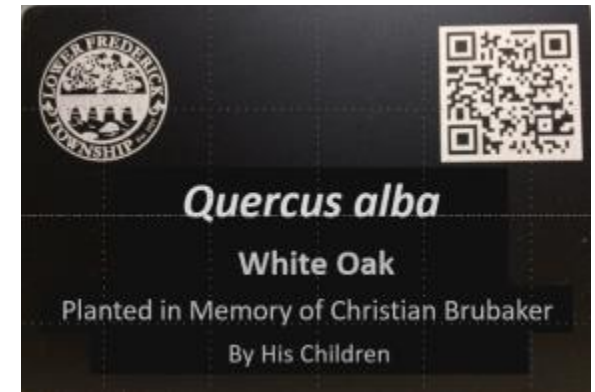 LOWER FREDERICK
TOWNSHIP
Quercus alba
White Oak
Planted in Memory of Christian Brubaker
By His Children